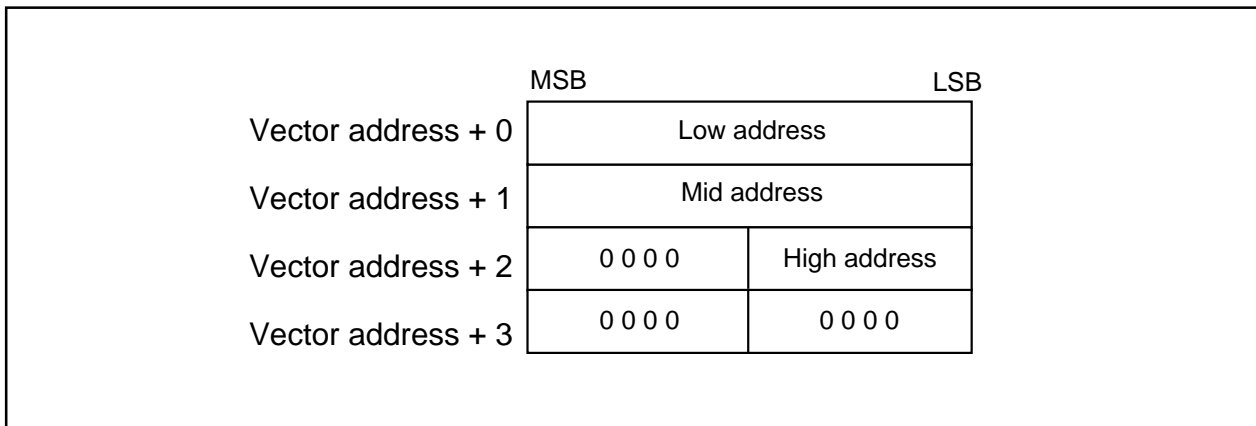 MSB LSB
Vector address + 0 Low address
Vector address + 1 Mid address
Vector address + 2 0 0 0 0 High address
Vector address + 3 0 0 0 0 0 0 0 0